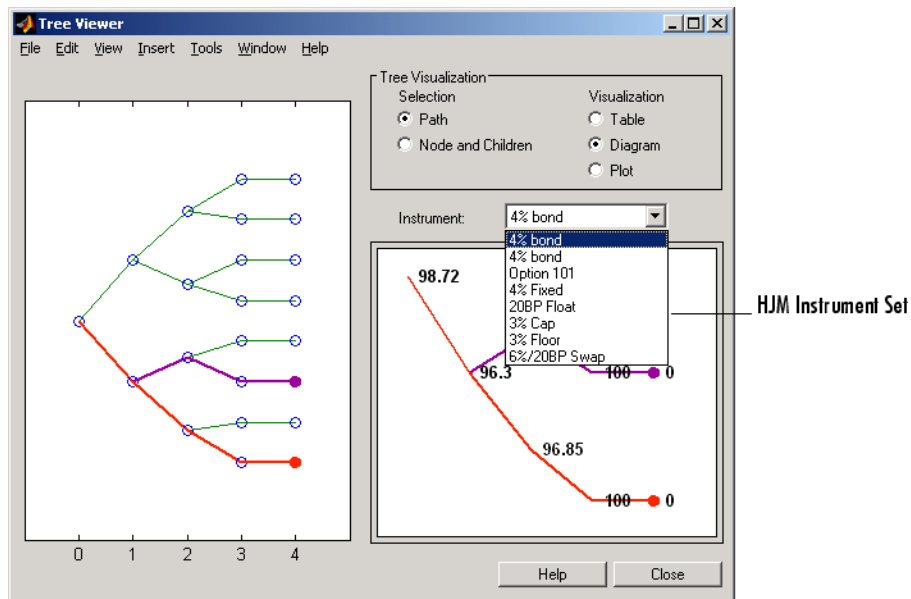 Tree Viewer
File Edit View Insert Tools Window Help
Tree Visualization
Selection
Visualization
Path
Table
Node and Children
Diagram
Plot
Instrument:
4% bond
4% bond
4% bond
Option 101
4% Fixed
20BP Float
3% Cap
3% Floor
6%/20BP Swap
HJM Instrument Set
98.72
96.3
100 0
96.85
100 0
0 1 2 3 4
Help
Close